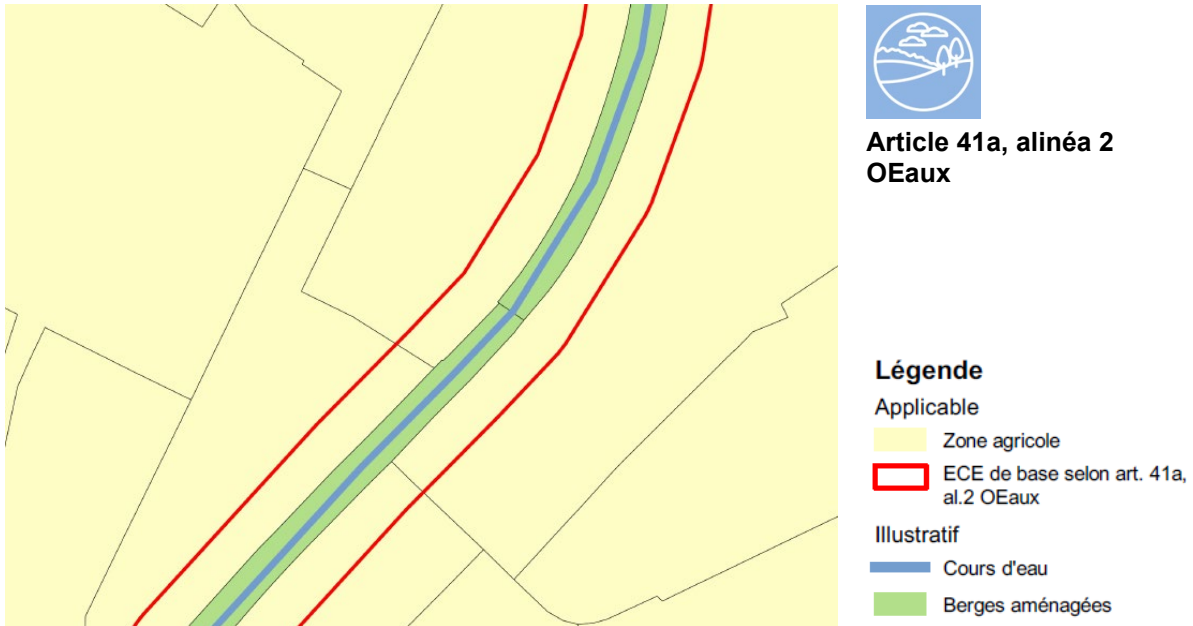 Article 41a, alinéa 2
OEaux
Légende
Applicable
Zone agricole
ECE de base selon art. 41a,
al.2 OEaux
Illustratif
Cours d'eau
Berges aménagées